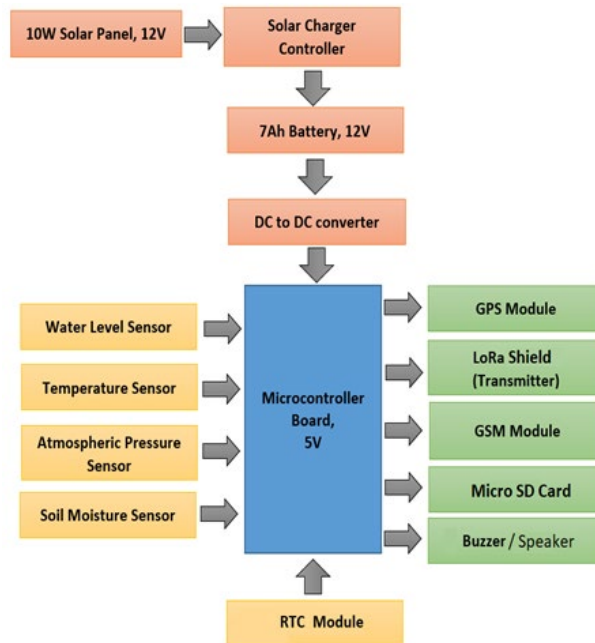 10W Solar Panel, 12V
Solar Charger
Controller
7Ah Battery, 12V
DC to DC converter
Water Level Sensor
Temperature Sensor
Atmospheric Pressure
Sensor
Soil Moisture Sensor
Microcontroller
Board,
5V
GPS Module
LoRa Shield
(Transmitter)
GSM Module
Micro SD Card
Buzzer / Speaker
RTC Module